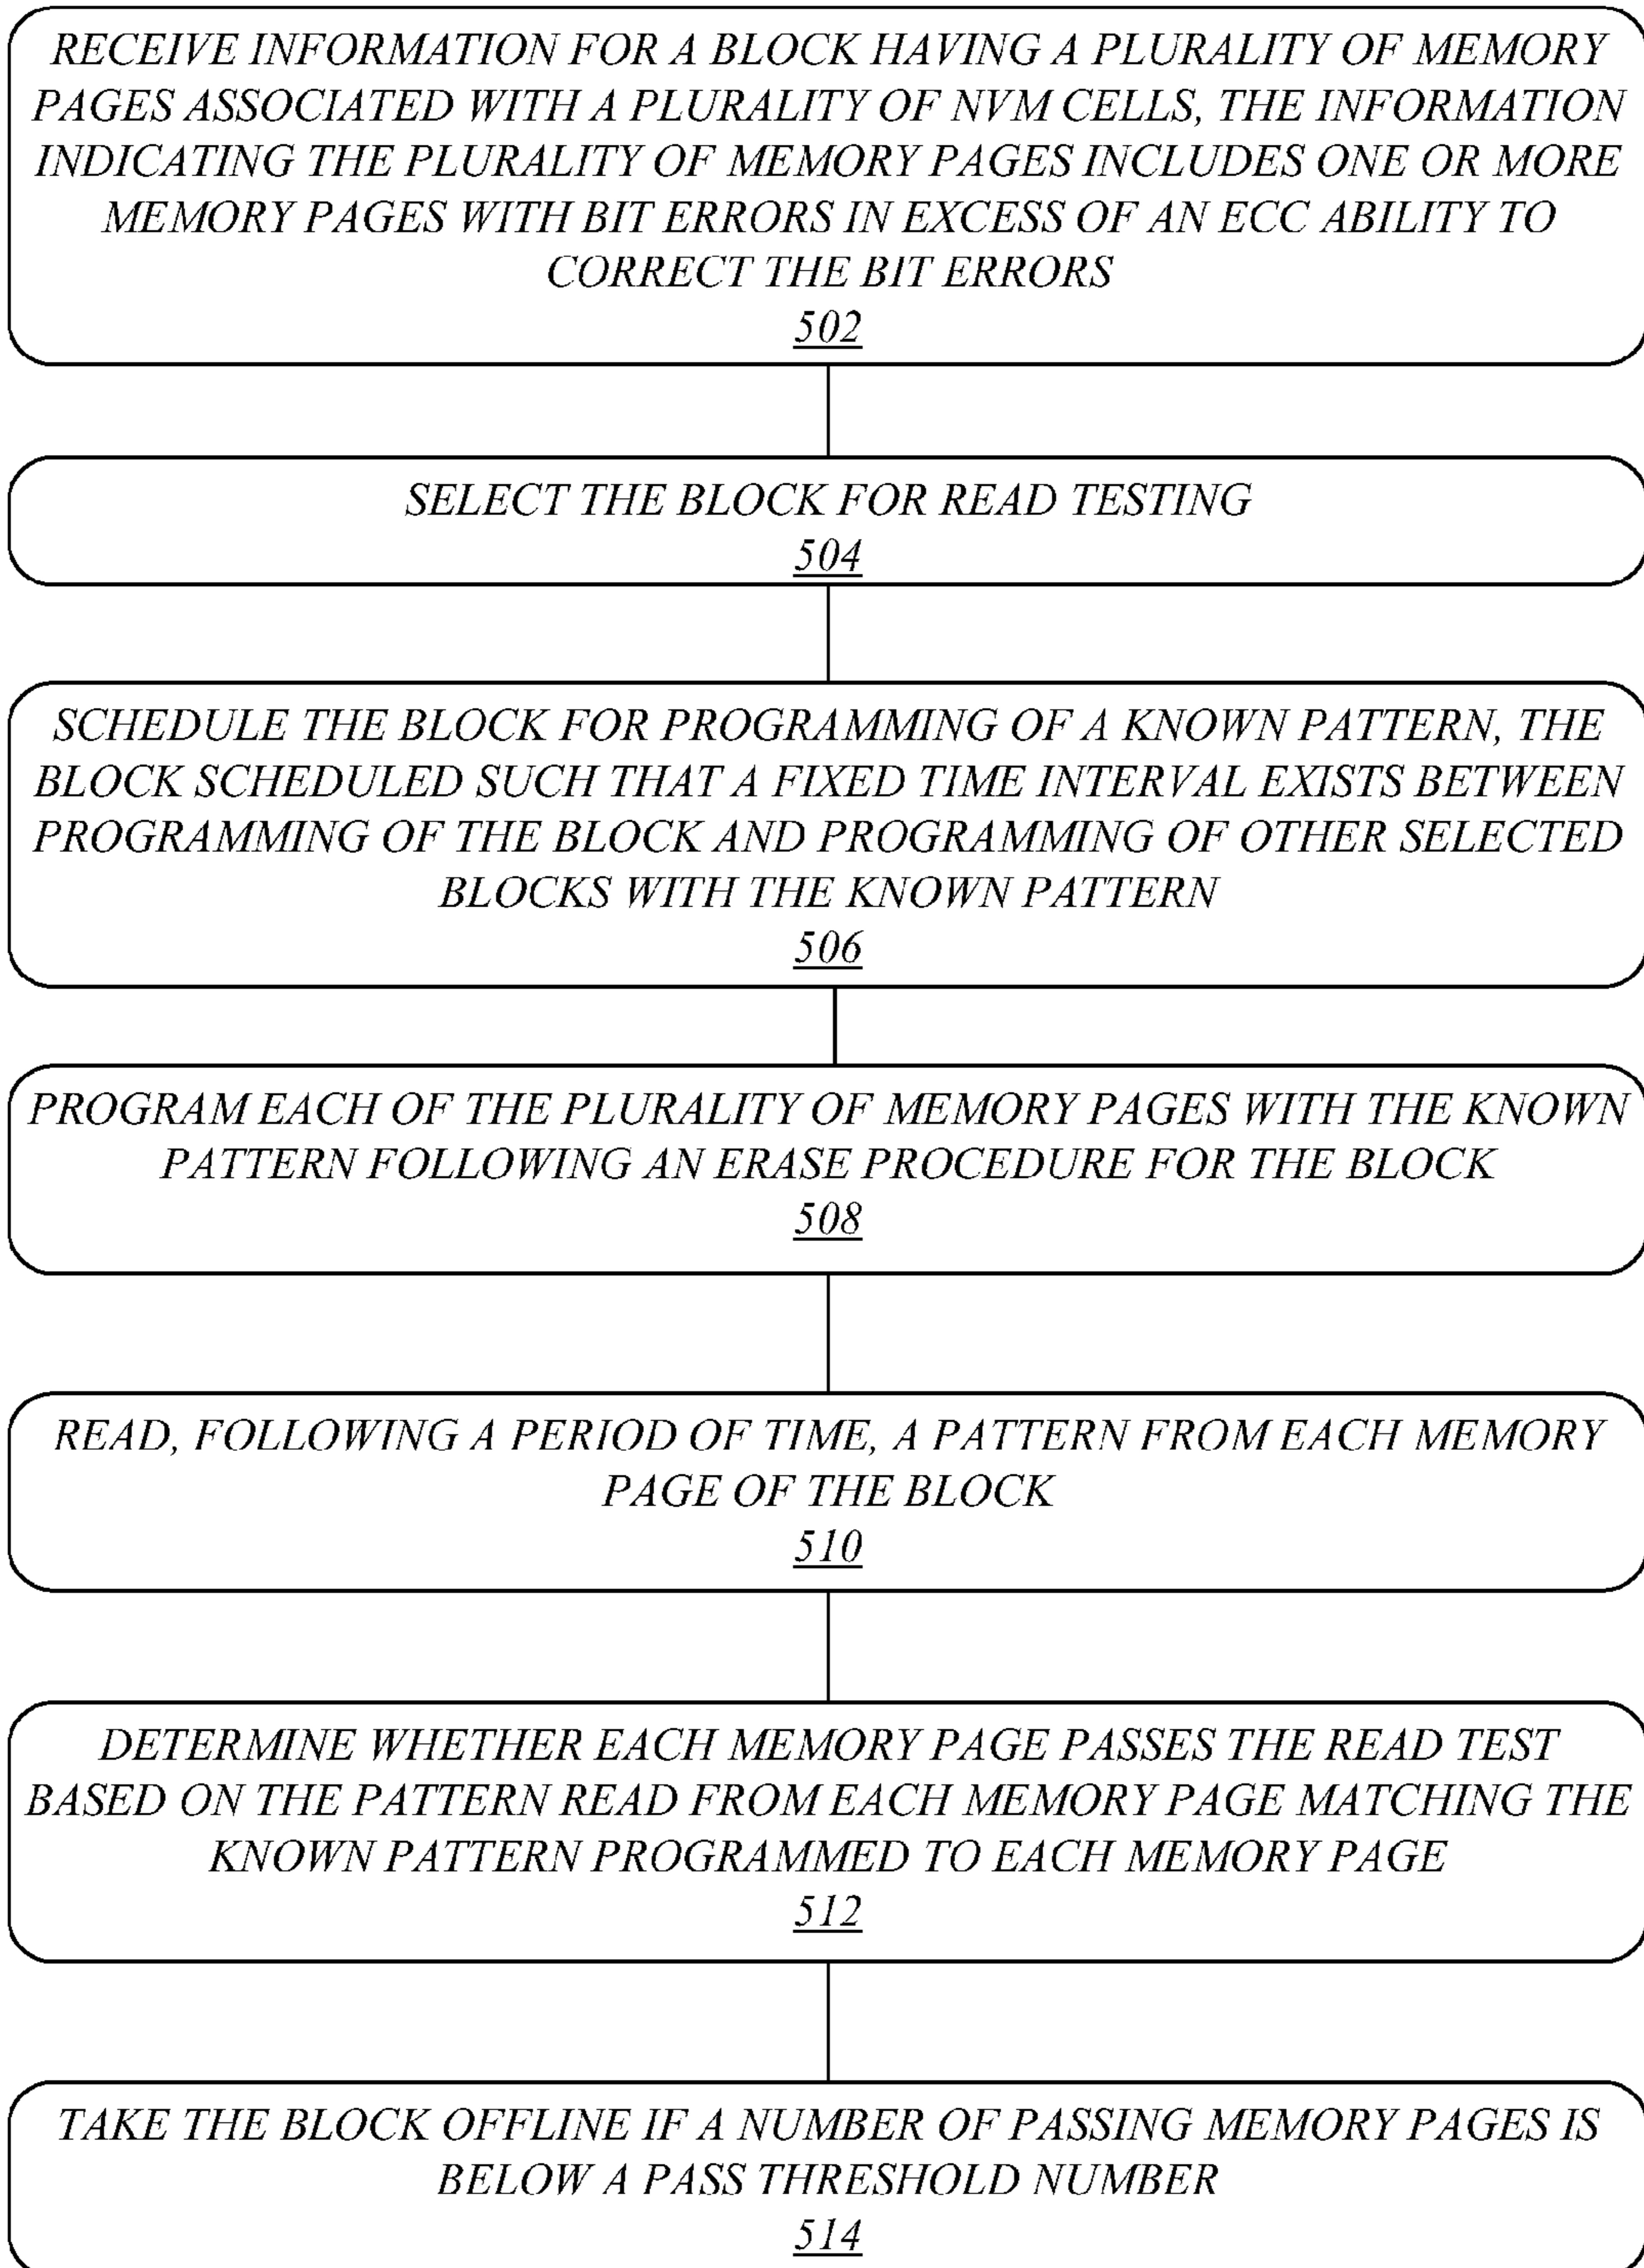 RECEIVE INFORMATION FOR A BLOCK HAVING A PLURALITY OF MEMORY
PAGES ASSOCIATED WITH A PLURALITY OF NVM CELLS, THE INFORMATION
INDICATING THE PLURALITY OF MEMORY PAGES INCLUDES ONE OR MORE
MEMORY PAGES WITH BIT ERRORS IN EXCESS OF AN ECC ABILITY TO
CORRECT THE BIT ERRORS
502
SELECT THE BLOCK FOR READ TESTING
504
SCHEDULE THE BLOCK FOR PROGRAMMING OF A KNOWN PATTERN, THE
BLOCK SCHEDULED SUCH THAT A FIXED TIME INTERVAL EXISTS BETWEEN
PROGRAMMING OF THE BLOCK AND PROGRAMMING OF OTHER SELECTED
BLOCKS WITH THE KNOWN PATTERN
506
PROGRAM EACH OF THE PLURALITY OF MEMORY PAGES WITH THE KNOWN
PATTERN FOLLOWING AN ERASE PROCEDURE FOR THE BLOCK
508
READ, FOLLOWING A PERIOD OF TIME, A PATTERN FROM EACH MEMORY
PAGE OF THE BLOCK
510
DETERMINE WHETHER EACH MEMORY PAGE PASSES THE READ TEST
BASED ON THE PATTERN READ FROM EACH MEMORY PAGE MATCHING THE
KNOWN PATTERN PROGRAMMED TO EACH MEMORY PAGE
512
TAKE THE BLOCK OFFLINE IF A NUMBER OF PASSING MEMORY PAGES IS
BELOW A PASS THRESHOLD NUMBER
514